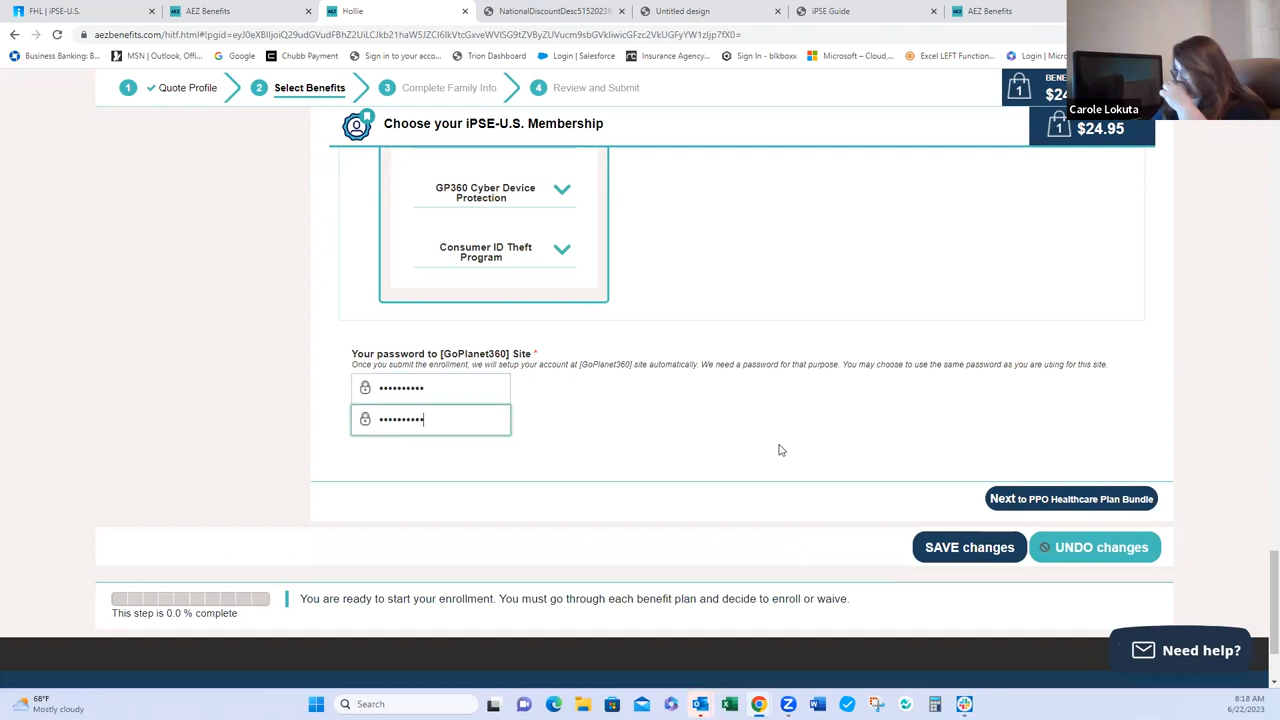 FHL | iPSE-U.S.
AEZ Benefits
Hollie
NationalDiscountDesc5152023
Untitled design
iPSE Guide
AEZ Benefits
Business Banking: B...
MSN | Outlook, Offi...
Google
Chubb Payment
Sign in to your acco...
Trion Dashboard
Login | Salesforce
Insurance Agency...
Sign In - blkboxx
Microsoft – Cloud,...
Excel LEFT Function...
Carole Lokuta
1 Quote Profile
2 Select Benefits
3 Complete Family Info
4 Review and Submit
1
Choose your iPSE-U.S. Membership
1 $24.95
GP360 Cyber Device
Protection
Consumer ID Theft
Program
Your password to [GoPlanet360] Site *
Once you submit the enrollment, we will setup your account at [GoPlanet360] site automatically. We need a password for that purpose. You may choose to use the same password as you are using for this site.
Next to PPO Healthcare Plan Bundle
SAVE changes
UNDO changes
You are ready to start your enrollment. You must go through each benefit plan and decide to enroll or waive.
This step is 0.0 % complete
Need help?
68°F
Mostly cloudy
Search
8:18 AM
6/22/2023